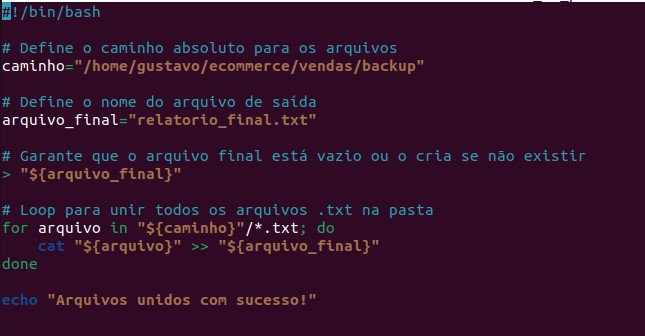 #!/bin/bash
# Define o caminho absoluto para os arquivos
caminho="/home/gustavo/ecommerce/vendas/backup"
# Define o nome do arquivo de saída
arquivo_final="relatorio_final.txt"
# Garante que o arquivo final está vazio ou o cria se não existir
> "${arquivo_final}"
# Loop para unir todos os arquivos .txt na pasta
for arquivo in "${caminho}"/*.txt; do
    cat "${arquivo}" >> "${arquivo_final}"
done
echo "Arquivos unidos com sucesso!"